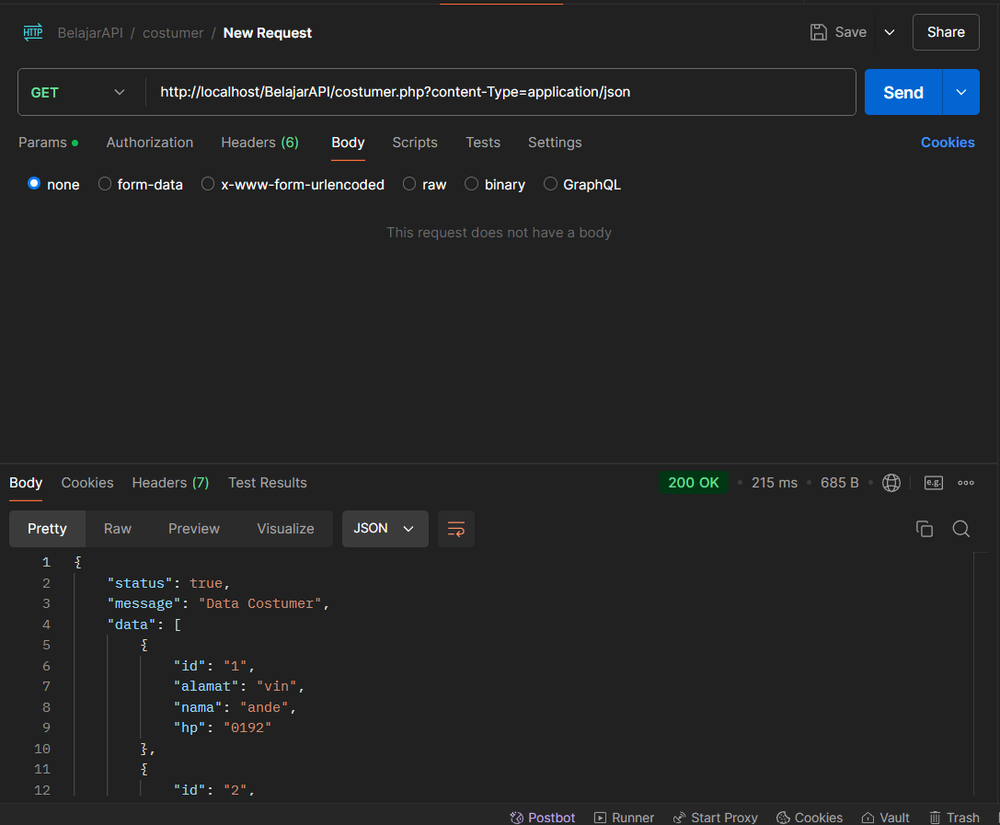 HTTP BelajarAPI / costumer / New Request Save Share
GET http://localhost/BelajarAPI/costumer.php?content-Type=application/json Send
Params Authorization Headers (6) Body Scripts Tests Settings Cookies
none form-data x-www-form-urlencoded raw binary GraphQL
This request does not have a body
Body Cookies Headers (7) Test Results 200 OK • 215 ms • 685 B • e.g.
Pretty Raw Preview Visualize JSON
1 {
2 "status": true,
3 "message": "Data Costumer",
4 "data": [
5 {
6 "id": "1",
7 "alamat": "vin",
8 "nama": "ande",
9 "hp": "0192"
10 },
11 {
12 "id": "2",
Postbot Runner Start Proxy Cookies Vault Trash